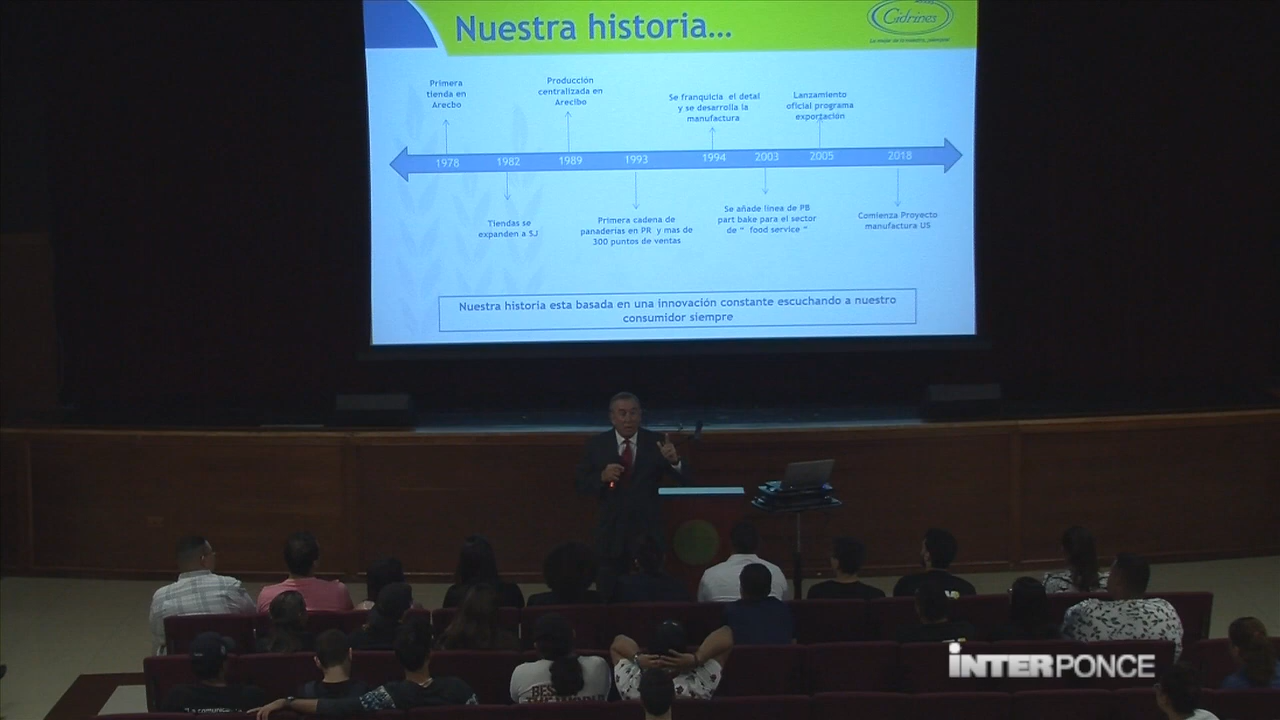 Nuestra historia...
Cidrines
Primera
tienda en
Arecbo
Producción
centralizada en
Arecibo
Se franquicia el detal
y se desarrolla la
manufactura
Lanzamiento
oficial programa
exportación
1978 1982 1989 1993 1994 2003 2005 2018
Tiendas se
expanden a SJ
Primera cadena de
panaderias en PR y mas de
300 puntos de ventas
Se añade linea de PB
part bake para el sector
de " food service "
Comienza Proyecto
manufactura US
Nuestra historia esta basada en una innovación constante escuchando a nuestro
consumidor siempre
iNTERPONCE